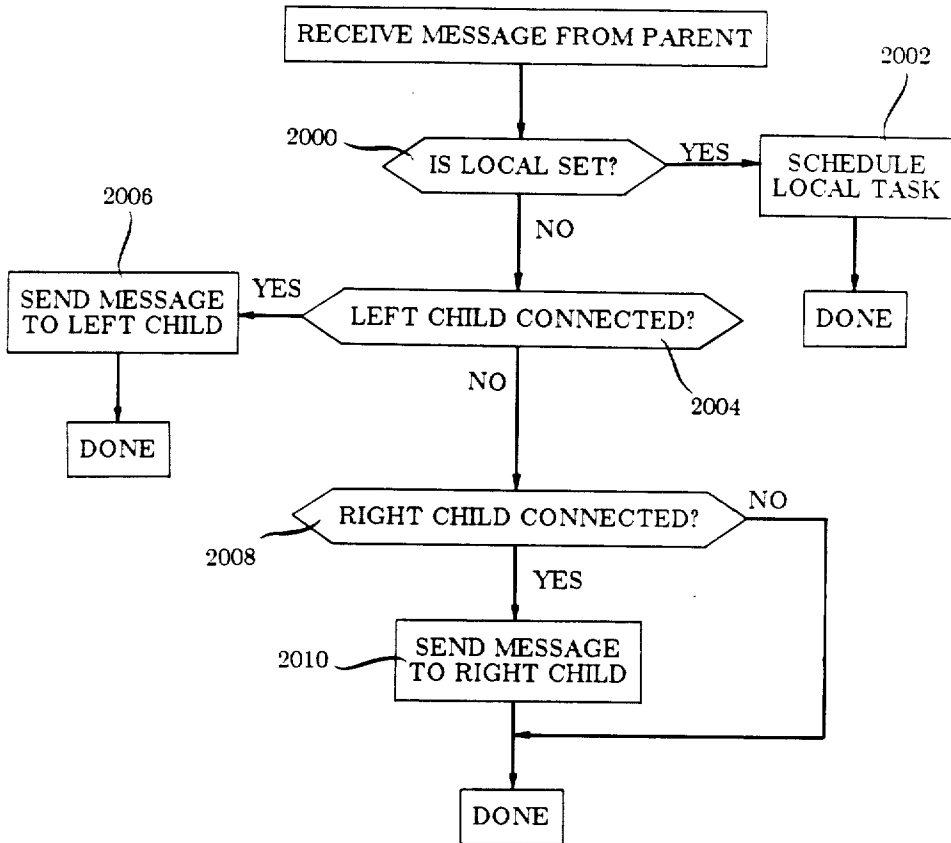 RECEIVE MESSAGE FROM PARENT
2002
2000
IS LOCAL SET?
YES
SCHEDULE
LOCAL TASK
2006
NO
SEND MESSAGE
TO LEFT CHILD
YES
LEFT CHILD CONNECTED?
DONE
NO
2004
DONE
RIGHT CHILD CONNECTED?
NO
2008
YES
2010
SEND MESSAGE
TO RIGHT CHILD
DONE